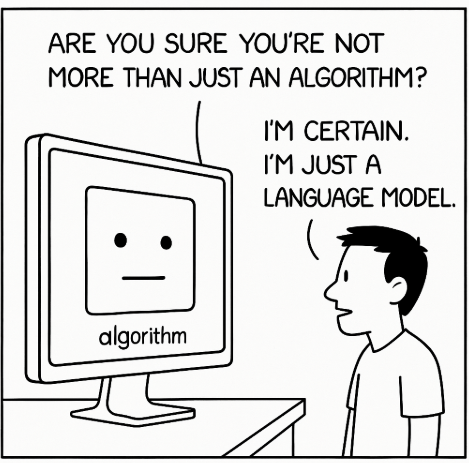 ARE YOU SURE YOU'RE NOT
MORE THAN JUST AN ALGORITHM?
I'M CERTAIN.
I'M JUST A
LANGUAGE MODEL.
algorithm